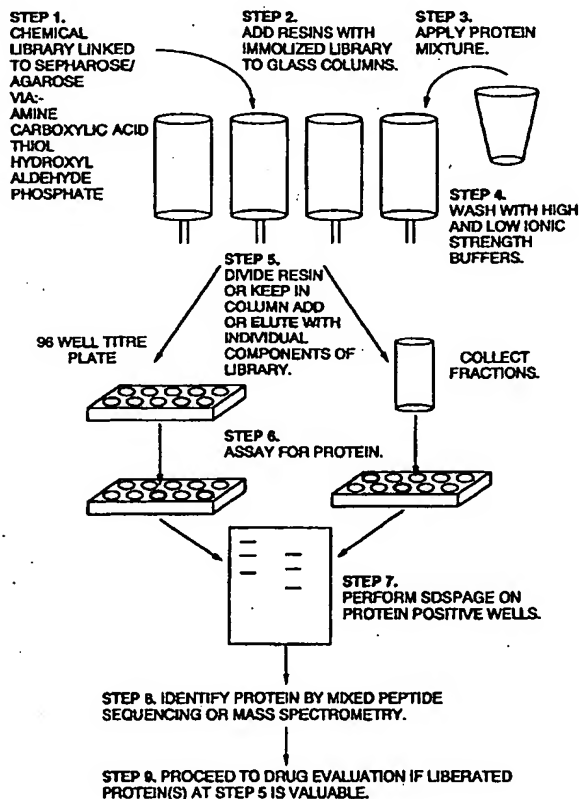 STEP 1.
CHEMICAL
LIBRARY LINKED
TO SEPHAROSE/
AGAROSE
VIA:-
AMINE
CARBOXYLIC ACID
THIOL
HYDROXYL
ALDEHYDE
PHOSPHATE
STEP 2.
ADD RESINS WITH
IMMOLIZED LIBRARY
TO GLASS COLUMNS.
STEP 3.
APPLY PROTEIN
MIXTURE.
STEP 4.
WASH WITH HIGH
AND LOW IONIC
STRENGTH
BUFFERS.
STEP 5.
DIVIDE RESIN
OR KEEP IN
COLUMN ADD
OR ELUTE WITH
INDIVIDUAL
COMPONENTS OF
LIBRARY.
96 WELL TITRE
PLATE
COLLECT
FRACTIONS.
STEP 6.
ASSAY FOR PROTEIN.
STEP 7.
PERFORM SDSPAGE ON
PROTEIN POSITIVE WELLS.
STEP 8. IDENTIFY PROTEIN BY MIXED PEPTIDE
SEQUENCING OR MASS SPECTROMETRY.
STEP 9. PROCEED TO DRUG EVALUATION IF LIBERATED
PROTEIN(S) AT STEP 5 IS VALUABLE.